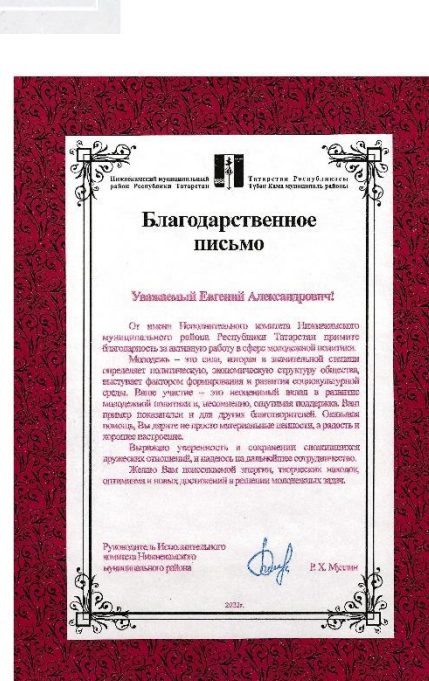 Нижнекамский муниципальный
район Республики Татарстан
Татарстан Республикасы
Түбән Кама муниципаль районы
Благодарственное
письмо
Уважаемый Евгений Александрович!
От имени Исполнительного комитета Нижнекамского
муниципального района Республики Татарстан примите
благодарность за активную работу в сфере молодежной политики.
Молодежь – это сила, которая в значительной степени
определяет политическую, экономическую структуру общества,
выступает фактором формирования и развития социокультурной
среды. Ваше участие – это неоценимый вклад в развитие
молодежной политики и, несомненно, ощутимая поддержка. Ваш
пример показателен и для других благотворителей. Оказывая
помощь, Вы дарите не просто материальные ценности, а радость и
хорошее настроение.
Выражаю уверенность в сохранении сложившихся
дружеских отношений, и надеюсь на дальнейшее сотрудничество.
Желаю Вам неиссякаемой энергии, творческих находок,
оптимизма и новых достижений в решении молодежных задач.
Руководитель Исполнительного
комитета Нижнекамского
муниципального района
Р. Х. Муллин
2022г.